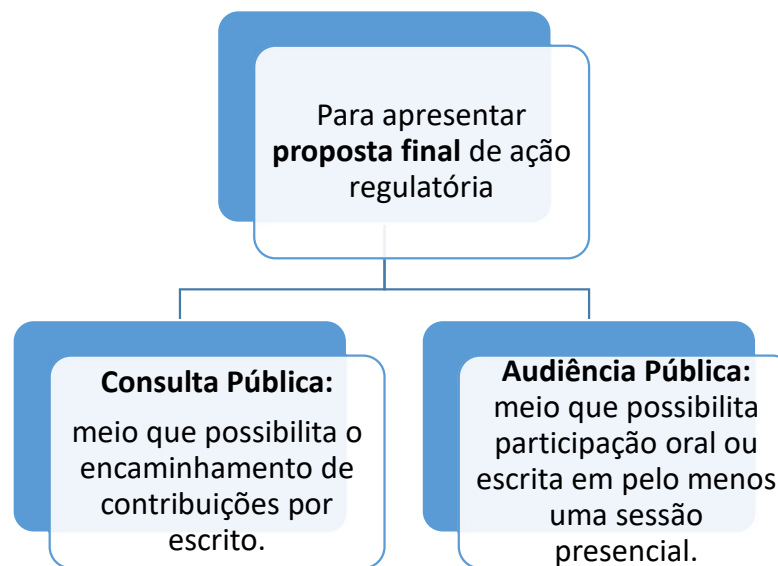 Para apresentar
proposta final de ação
regulatória
Consulta Pública:
meio que possibilita o
encaminhamento de
contribuições por
escrito.
Audiência Pública:
meio que possibilita
participação oral ou
escrita em pelo menos
uma sessão
presencial.